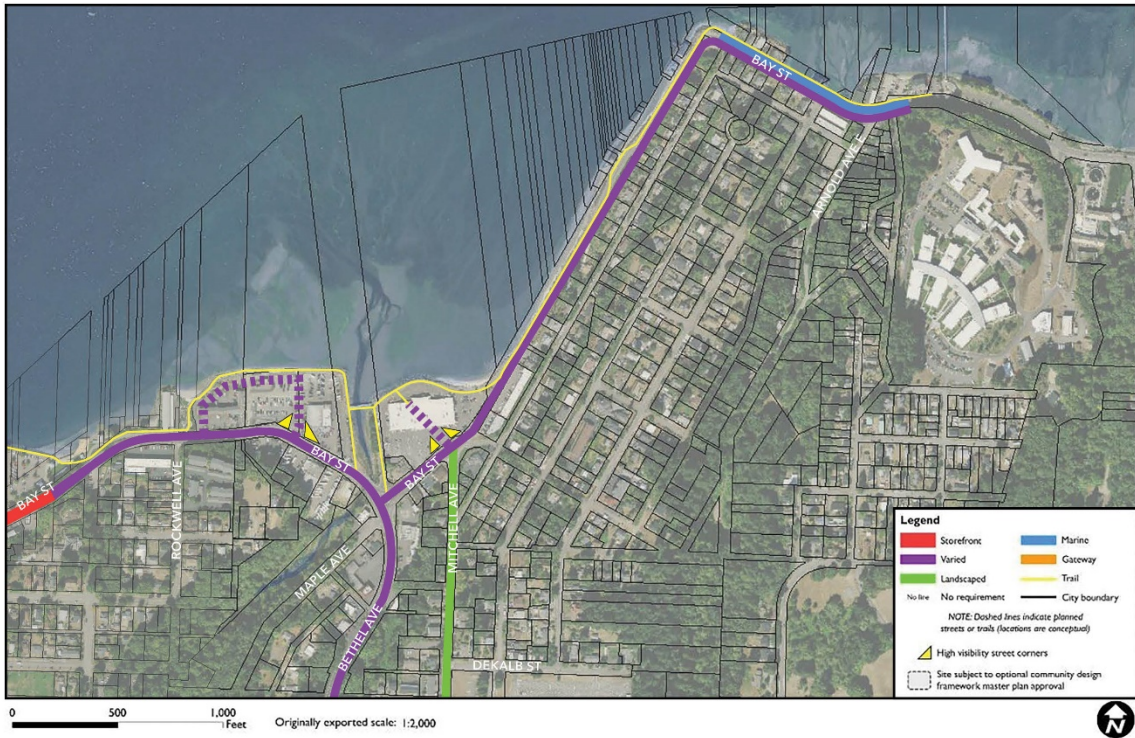 BAY ST
ARNOLD AVE E
BAY ST
BAY ST
BAY ST
ROCKWELL AVE
MAPLE AVE
MITCHELL AVE
BETHEL AVE
DEKALB ST
Legend
Storefront
Marine
Varied
Gateway
Landscaped
Trail
No line No requirement
City boundary
NOTE: Dashed lines indicate planned
streets or trails (locations are conceptual)
High visibility street corners
Site subject to optional community design
framework master plan approval
0 500 1,000
Feet
Originally exported scale: 1:2,000
N